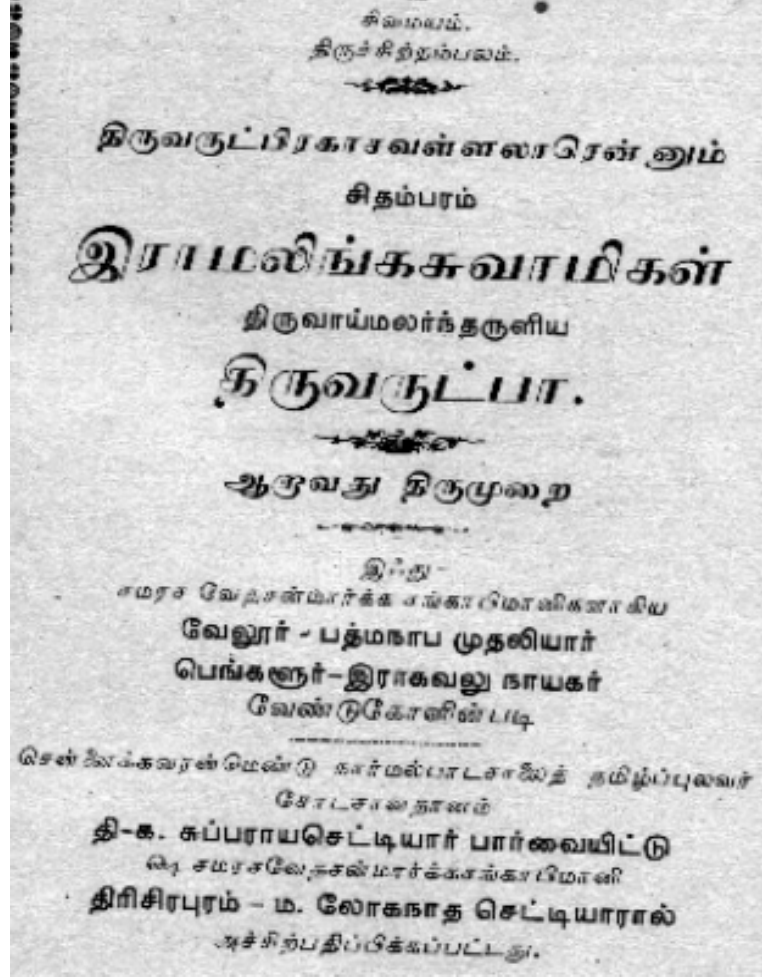 சிவமயம்.
திருச்சிற்றம்பலம்.
திருவருட்பிரகாசவள்ளலாரென்னும்
சிதம்பரம்
இராமலிங்கசுவாமிகள்
திருவாய்மலர்ந்தருளிய
திருவருட்பா.
ஆறாவது திருமுறை
இஃது-
சமரச வேதசன்மார்க்க சங்காபிமானிகளாகிய
வேலூர் - பத்மநாப முதலியார்
பெங்களூர்-இராகவலு நாயகர்
வேண்டுகோளின்படி
சென்னைக்கவரன்மெண்டு நார்மல்பாடசாலைத் தமிழ்ப்புலவர்
சோடசாவதானம்
தி-க. சுப்பராயசெட்டியார் பார்வையிட்டு
௸ சமரசவேதசன்மார்க்கசங்காபிமானி
திரிசிரபுரம் - ம. லோகநாத செட்டியாரால்
அச்சிற்பதிப்பிக்கப்பட்டது.